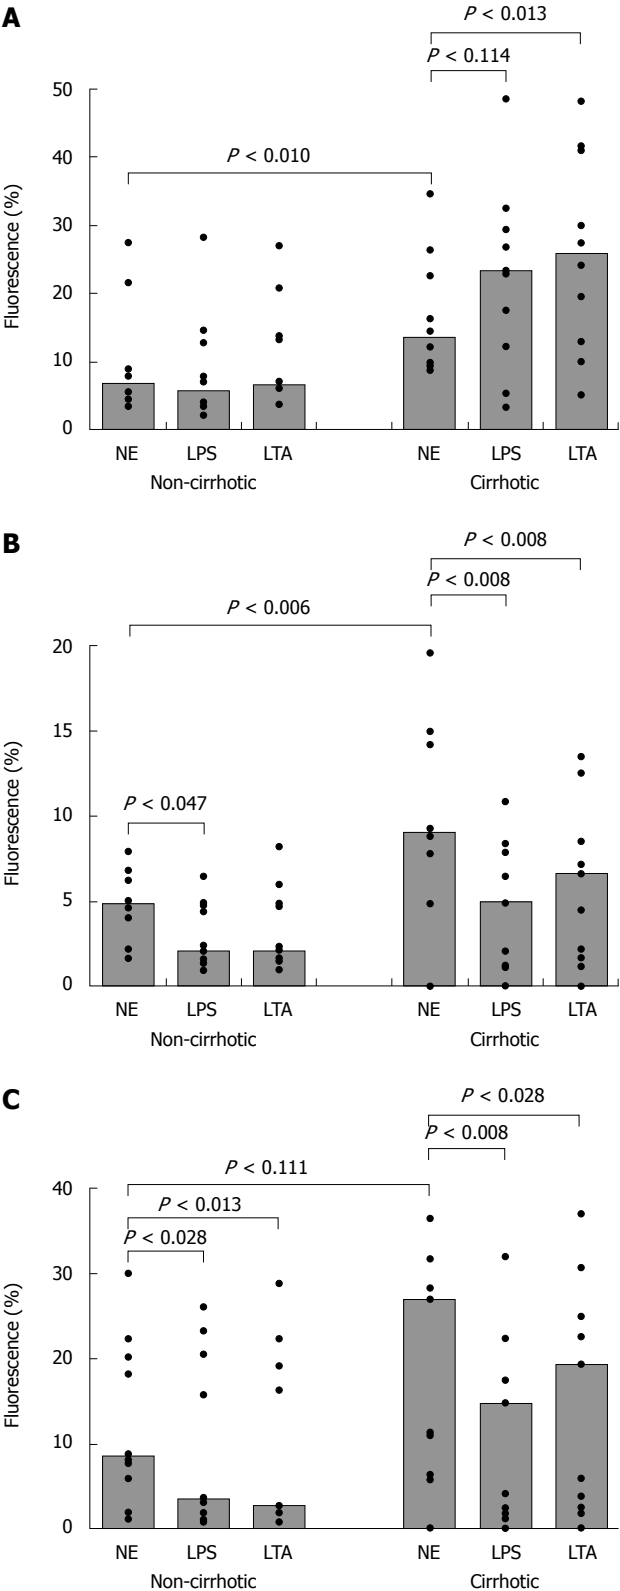 A
P < 0.013
P < 0.114
P < 0.010
Fluorescence (%)
50
40
30
20
10
0
NE LPS LTA NE LPS LTA
Non-cirrhotic Cirrhotic
B
P < 0.008
P < 0.008
P < 0.006
P < 0.047
Fluorescence (%)
20
15
10
5
0
NE LPS LTA NE LPS LTA
Non-cirrhotic Cirrhotic
C
P < 0.028
P < 0.008
P < 0.111
P < 0.013
P < 0.028
Fluorescence (%)
40
30
20
10
0
NE LPS LTA NE LPS LTA
Non-cirrhotic Cirrhotic